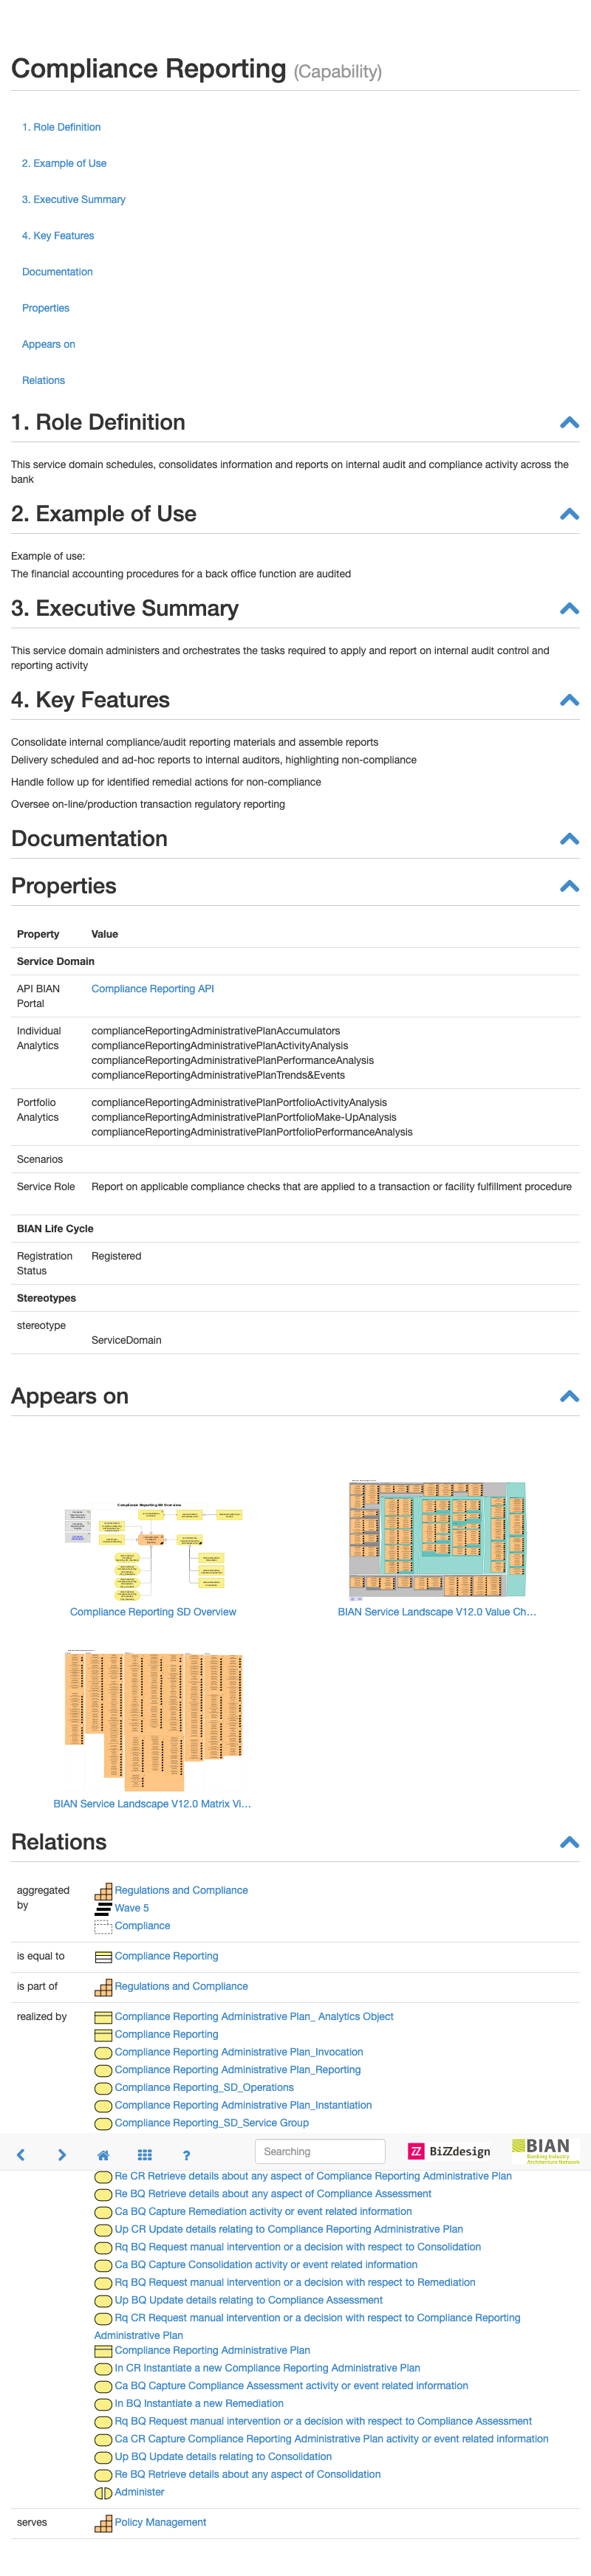 Compliance Reporting (Capability)
1. Role Definition
2. Example of Use
3. Executive Summary
4. Key Features
Documentation
Properties
Appears on
Relations
1. Role Definition
This service domain schedules, consolidates information and reports on internal audit and compliance activity across the
bank
2. Example of Use
Example of use:
The financial accounting procedures for a back office function are audited
3. Executive Summary
This service domain administers and orchestrates the tasks required to apply and report on internal audit control and
reporting activity
4. Key Features
Consolidate internal compliance/audit reporting materials and assemble reports
Delivery scheduled and ad-hoc reports to internal auditors, highlighting non-compliance
Handle follow up for identified remedial actions for non-compliance
Oversee on-line/production transaction regulatory reporting
Documentation
Properties
Property Value
Service Domain
API BIAN Compliance Reporting API
Portal
Individual complianceReportingAdministrativePlanAccumulators
Analytics complianceReportingAdministrativePlanActivityAnalysis
complianceReportingAdministrativePlanPerformanceAnalysis
complianceReportingAdministrativePlanTrends&Events
Portfolio complianceReportingAdministrativePlanPortfolioActivityAnalysis
Analytics complianceReportingAdministrativePlanPortfolioMake-UpAnalysis
complianceReportingAdministrativePlanPortfolioPerformanceAnalysis
Scenarios
Service Role Report on applicable compliance checks that are applied to a transaction or facility fulfillment procedure
BIAN Life Cycle
Registration Registered
Status
Stereotypes
stereotype
ServiceDomain
Appears on
Compliance Reporting SD Overview
Compliance Reporting SD Overview
BIAN Service Landscape V12.0 Value Ch...
BIAN Service Landscape V12.0 Matrix Vi...
Relations
aggregated Regulations and Compliance
by Wave 5
Compliance
is equal to Compliance Reporting
is part of Regulations and Compliance
realized by Compliance Reporting Administrative Plan_ Analytics Object
Compliance Reporting
Compliance Reporting Administrative Plan_Invocation
Compliance Reporting Administrative Plan_Reporting
Compliance Reporting_SD_Operations
Compliance Reporting Administrative Plan_Instantiation
Compliance Reporting_SD_Service Group
? Searching BiZZdesign BIAN
Banking Industry
Architecture Network
Re CR Retrieve details about any aspect of Compliance Reporting Administrative Plan
Re BQ Retrieve details about any aspect of Compliance Assessment
Ca BQ Capture Remediation activity or event related information
Up CR Update details relating to Compliance Reporting Administrative Plan
Rq BQ Request manual intervention or a decision with respect to Consolidation
Ca BQ Capture Consolidation activity or event related information
Rq BQ Request manual intervention or a decision with respect to Remediation
Up BQ Update details relating to Compliance Assessment
Rq CR Request manual intervention or a decision with respect to Compliance Reporting
Administrative Plan
Compliance Reporting Administrative Plan
In CR Instantiate a new Compliance Reporting Administrative Plan
Ca BQ Capture Compliance Assessment activity or event related information
In BQ Instantiate a new Remediation
Rq BQ Request manual intervention or a decision with respect to Compliance Assessment
Ca CR Capture Compliance Reporting Administrative Plan activity or event related information
Up BQ Update details relating to Consolidation
Re BQ Retrieve details about any aspect of Consolidation
Administer
serves Policy Management